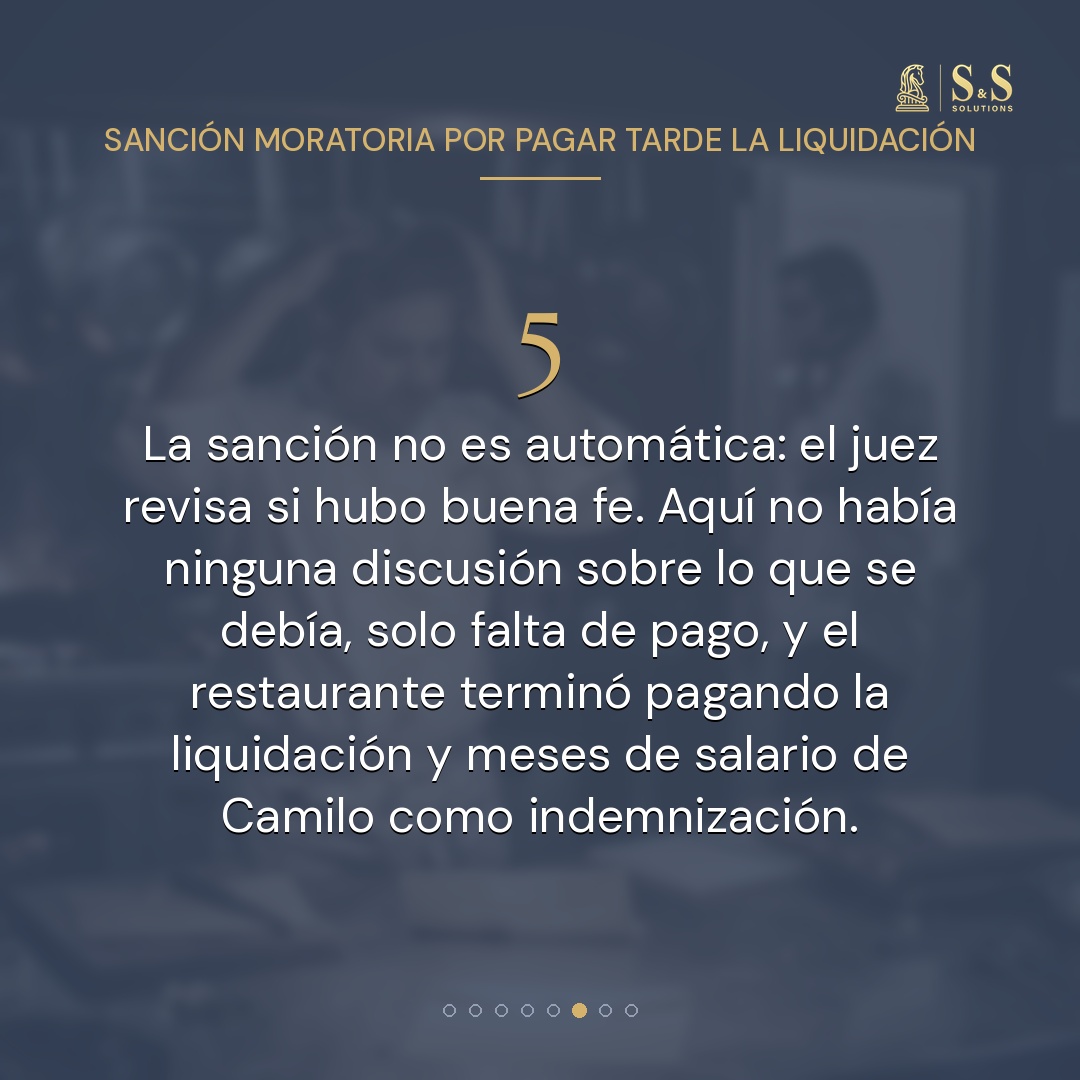 S&S
SOLUTIONS
SANCIÓN MORATORIA POR PAGAR TARDE LA LIQUIDACIÓN
5
La sanción no es automática: el juez
revisa si hubo buena fe. Aquí no había
ninguna discusión sobre lo que se
debía, solo falta de pago, y el
restaurante terminó pagando la
liquidación y meses de salario de
Camilo como indemnización.